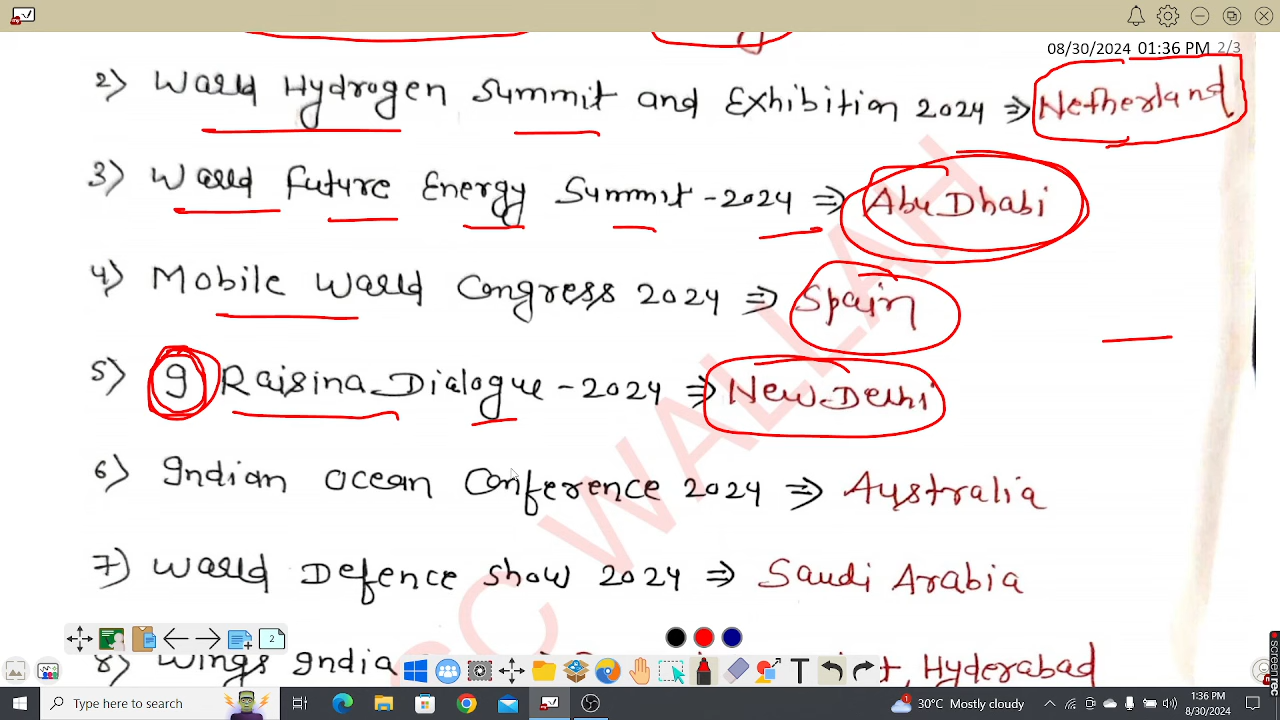 08/30/2024 01:36 PM 2/3
2) World Hydrogen Summit and Exhibition 2024 ⇒ Netherland
3) World Future Energy Summit -2024 ⇒ Abu Dhabi
4) Mobile World Congress 2024 ⇒ Spain
5) 9 Raisina Dialogue -2024 ⇒ New Delhi
6) Indian Ocean Conference 2024 ⇒ Australia
7) World Defence Show 2024 ⇒ Saudi Arabia
8) Wings India Hyderabad
WALLAH
2
T
Type here to search
30°C Mostly cloudy
1:36 PM
8/30/2024